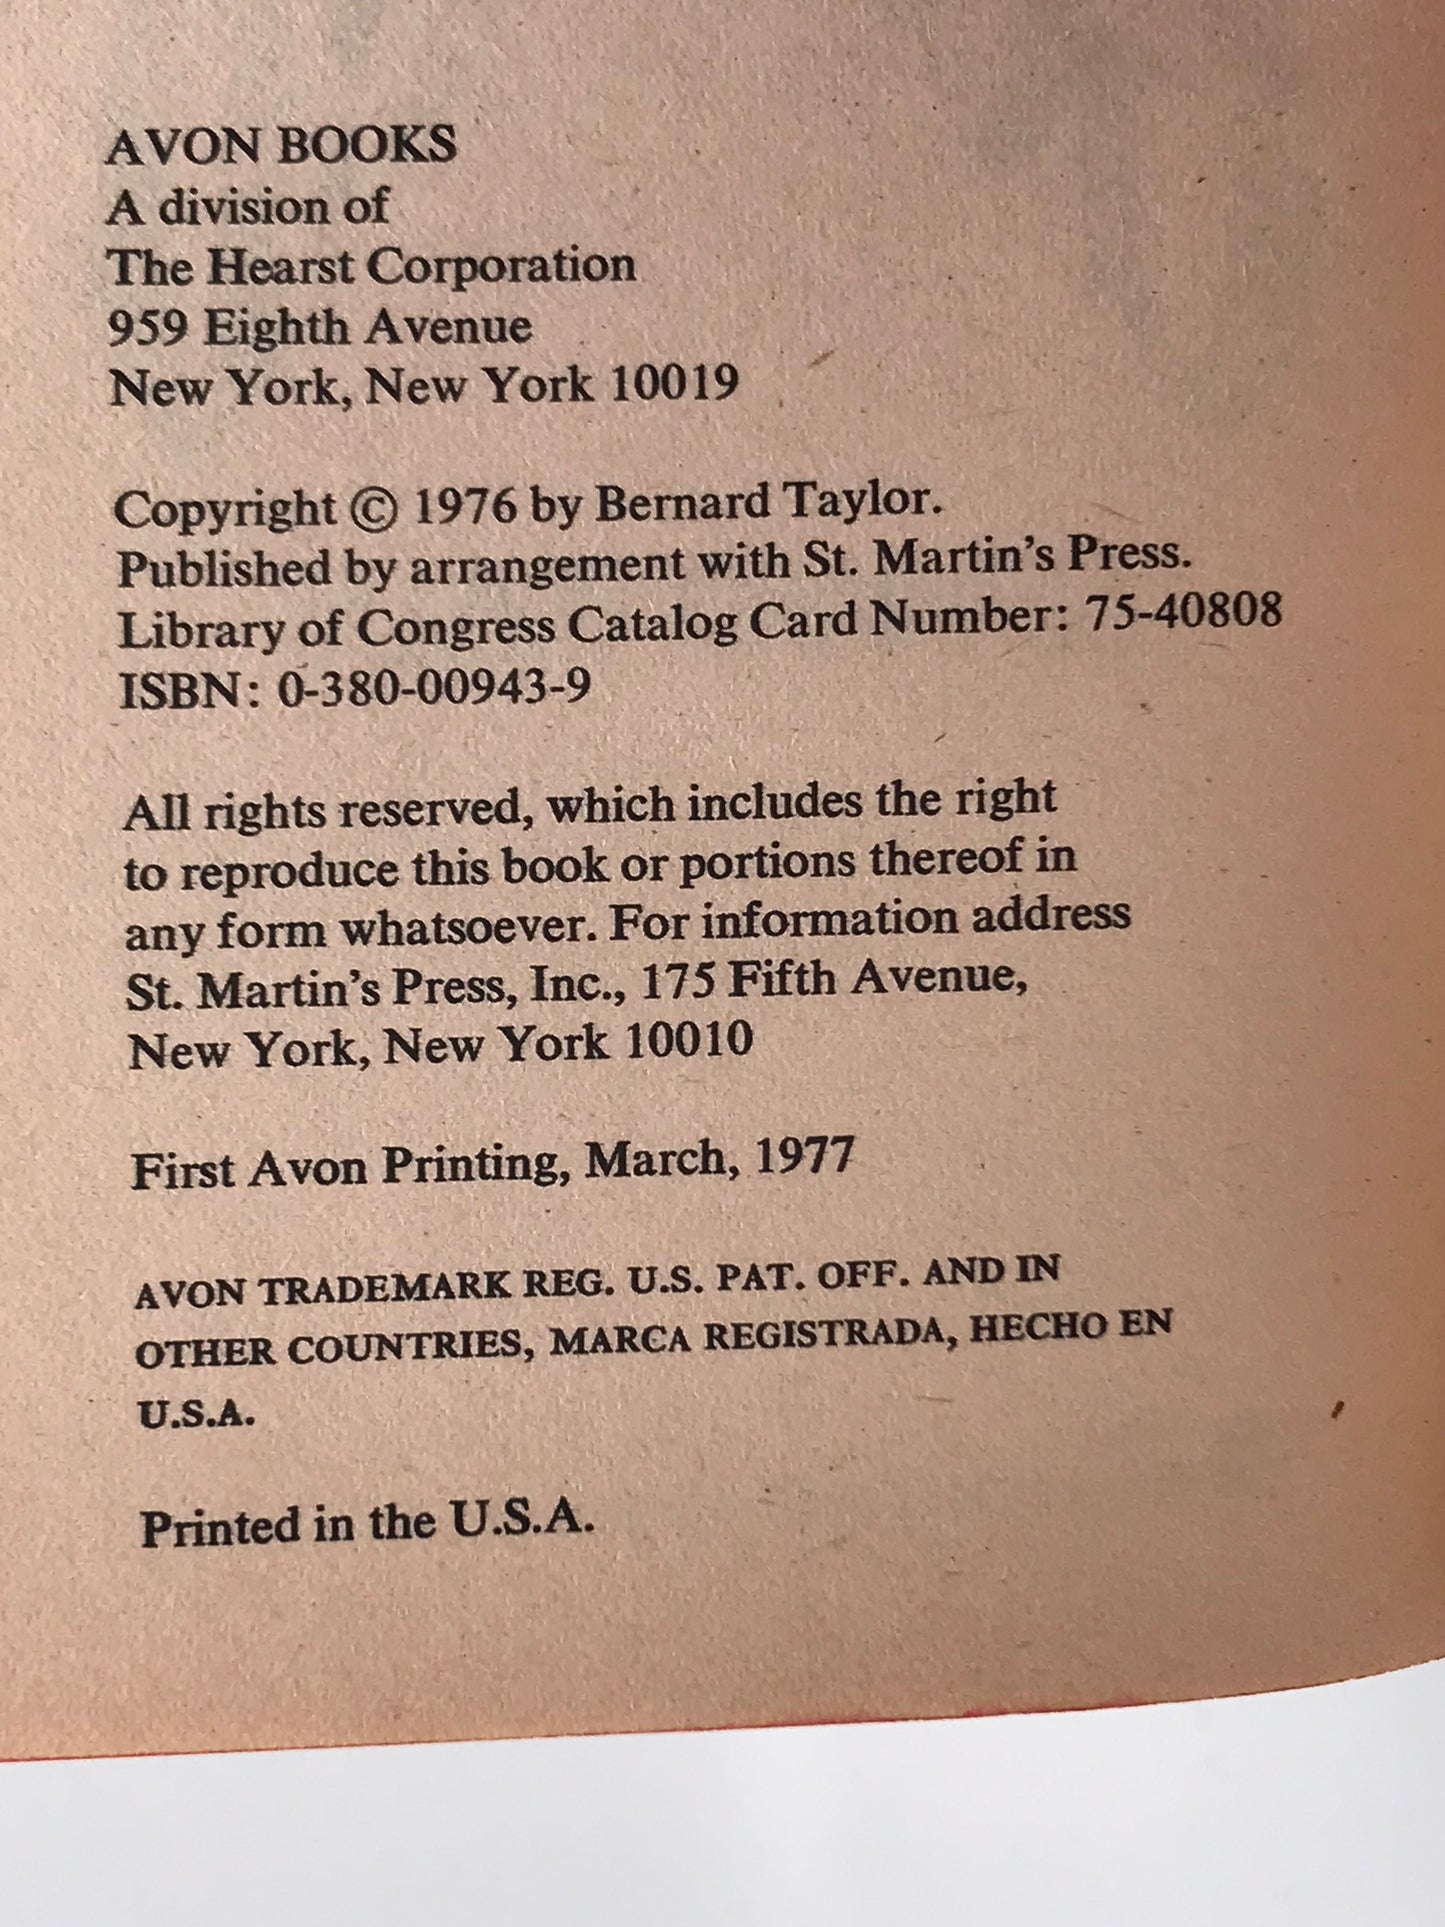 AVON BOOKS
A division of
The Hearst Corporation
959 Eighth Avenue
New York, New York 10019
Copyright © 1976 by Bernard Taylor.
Published by arrangement with St. Martin's Press.
Library of Congress Catalog Card Number: 75-40808
ISBN: 0-380-00943-9
All rights reserved, which includes the right
to reproduce this book or portions thereof in
any form whatsoever. For information address
St. Martin's Press, Inc., 175 Fifth Avenue,
New York, New York 10010
First Avon Printing, March, 1977
AVON TRADEMARK REG. U.S. PAT. OFF. AND IN
OTHER COUNTRIES, MARCA REGISTRADA, HECHO EN
U.S.A.
Printed in the U.S.A.